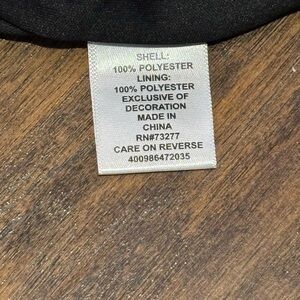 SHELL:
100% POLYESTER
LINING:
100% POLYESTER
EXCLUSIVE OF
DECORATION
MADE IN
CHINA
RN#73277
CARE ON REVERSE
400986472035